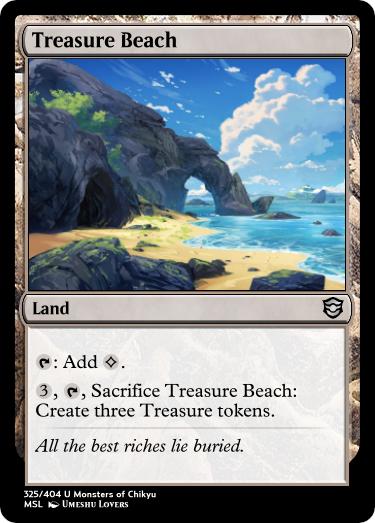 Treasure Beach
Land
: Add .
3, , Sacrifice Treasure Beach:
Create three Treasure tokens.
All the best riches lie buried.
325/404 U Monsters of Chikyu
MSL Umeshu Lovers